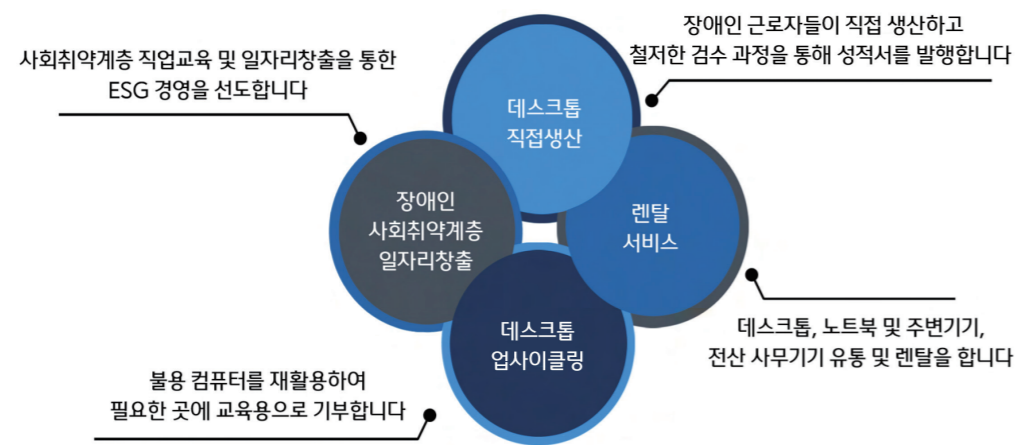 장애인 근로자들이 직접 생산하고
철저한 검수 과정을 통해 성적서를 발행합니다
사회취약계층 직업교육 및 일자리창출을 통한
ESG 경영을 선도합니다
데스크톱
직접생산
장애인
사회취약계층
일자리창출
렌탈
서비스
데스크톱
업사이클링
데스크톱, 노트북 및 주변기기,
전산 사무기기 유통 및 렌탈을 합니다
불용 컴퓨터를 재활용하여
필요한 곳에 교육용으로 기부합니다